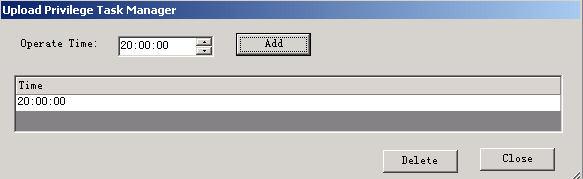 Upload Privilege Task Manager
Operate Time: 20:00:00 Add
Time
20:00:00
Delete Close